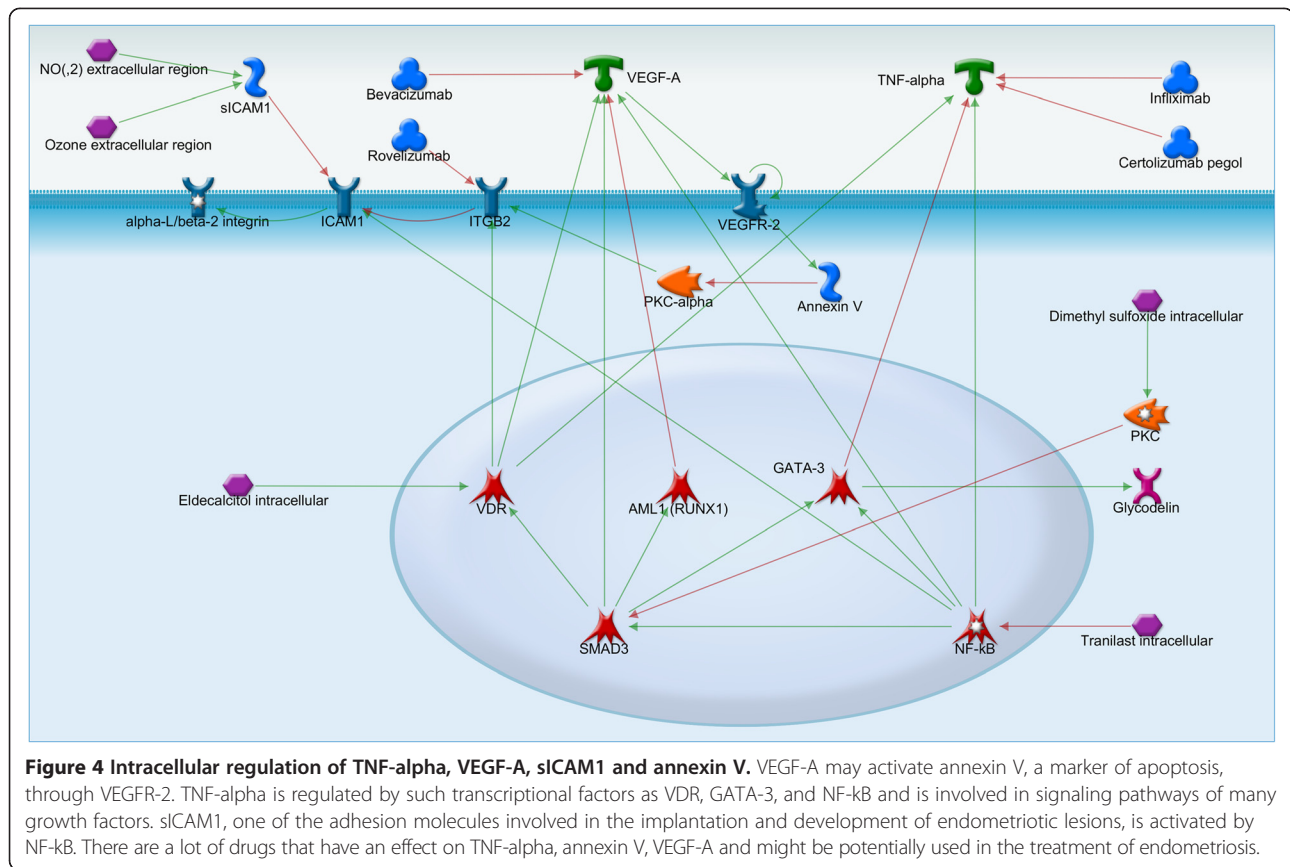 NO(,2) extracellular region
sICAM1
Ozone extracellular region
Bevacizumab
Rovelizumab
VEGF-A
TNF-alpha
Infliximab
Certolizumab pegol
alpha-L/beta-2 integrin
ICAM1
ITGB2
VEGFR-2
PKC-alpha
Annexin V
Dimethyl sulfoxide intracellular
PKC
Eldecalcitol intracellular
VDR
AML1 (RUNX1)
GATA-3
Glycodelin
SMAD3
NF-kB
Tranilast intracellular
Figure 4 Intracellular regulation of TNF-alpha, VEGF-A, sICAM1 and annexin V. VEGF-A may activate annexin V, a marker of apoptosis,
through VEGFR-2. TNF-alpha is regulated by such transcriptional factors as VDR, GATA-3, and NF-kB and is involved in signaling pathways of many
growth factors. sICAM1, one of the adhesion molecules involved in the implantation and development of endometriotic lesions, is activated by
NF-kB. There are a lot of drugs that have an effect on TNF-alpha, annexin V, VEGF-A and might be potentially used in the treatment of endometriosis.